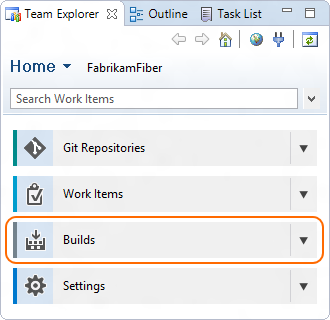 Team Explorer Outline Task List
Home FabrikamFiber
Search Work Items
Git Repositories
Work Items
Builds
Settings